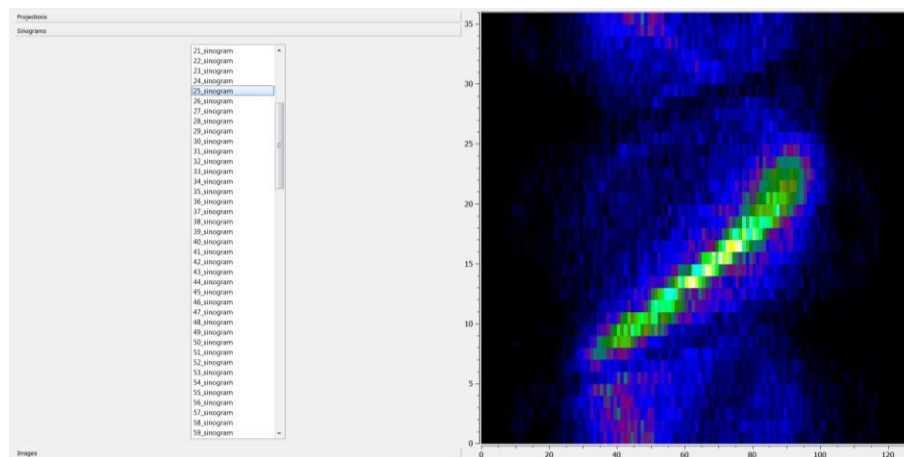 Projections
Sinograms
21_sinogram
22_sinogram
23_sinogram
24_sinogram
25_sinogram
26_sinogram
27_sinogram
28_sinogram
29_sinogram
30_sinogram
31_sinogram
32_sinogram
33_sinogram
34_sinogram
35_sinogram
36_sinogram
37_sinogram
38_sinogram
39_sinogram
40_sinogram
41_sinogram
42_sinogram
43_sinogram
44_sinogram
45_sinogram
46_sinogram
47_sinogram
48_sinogram
49_sinogram
50_sinogram
51_sinogram
52_sinogram
53_sinogram
54_sinogram
55_sinogram
56_sinogram
57_sinogram
58_sinogram
59_sinogram
Images
35
30
25
20
15
10
5
0
0 20 40 60 80 100 120